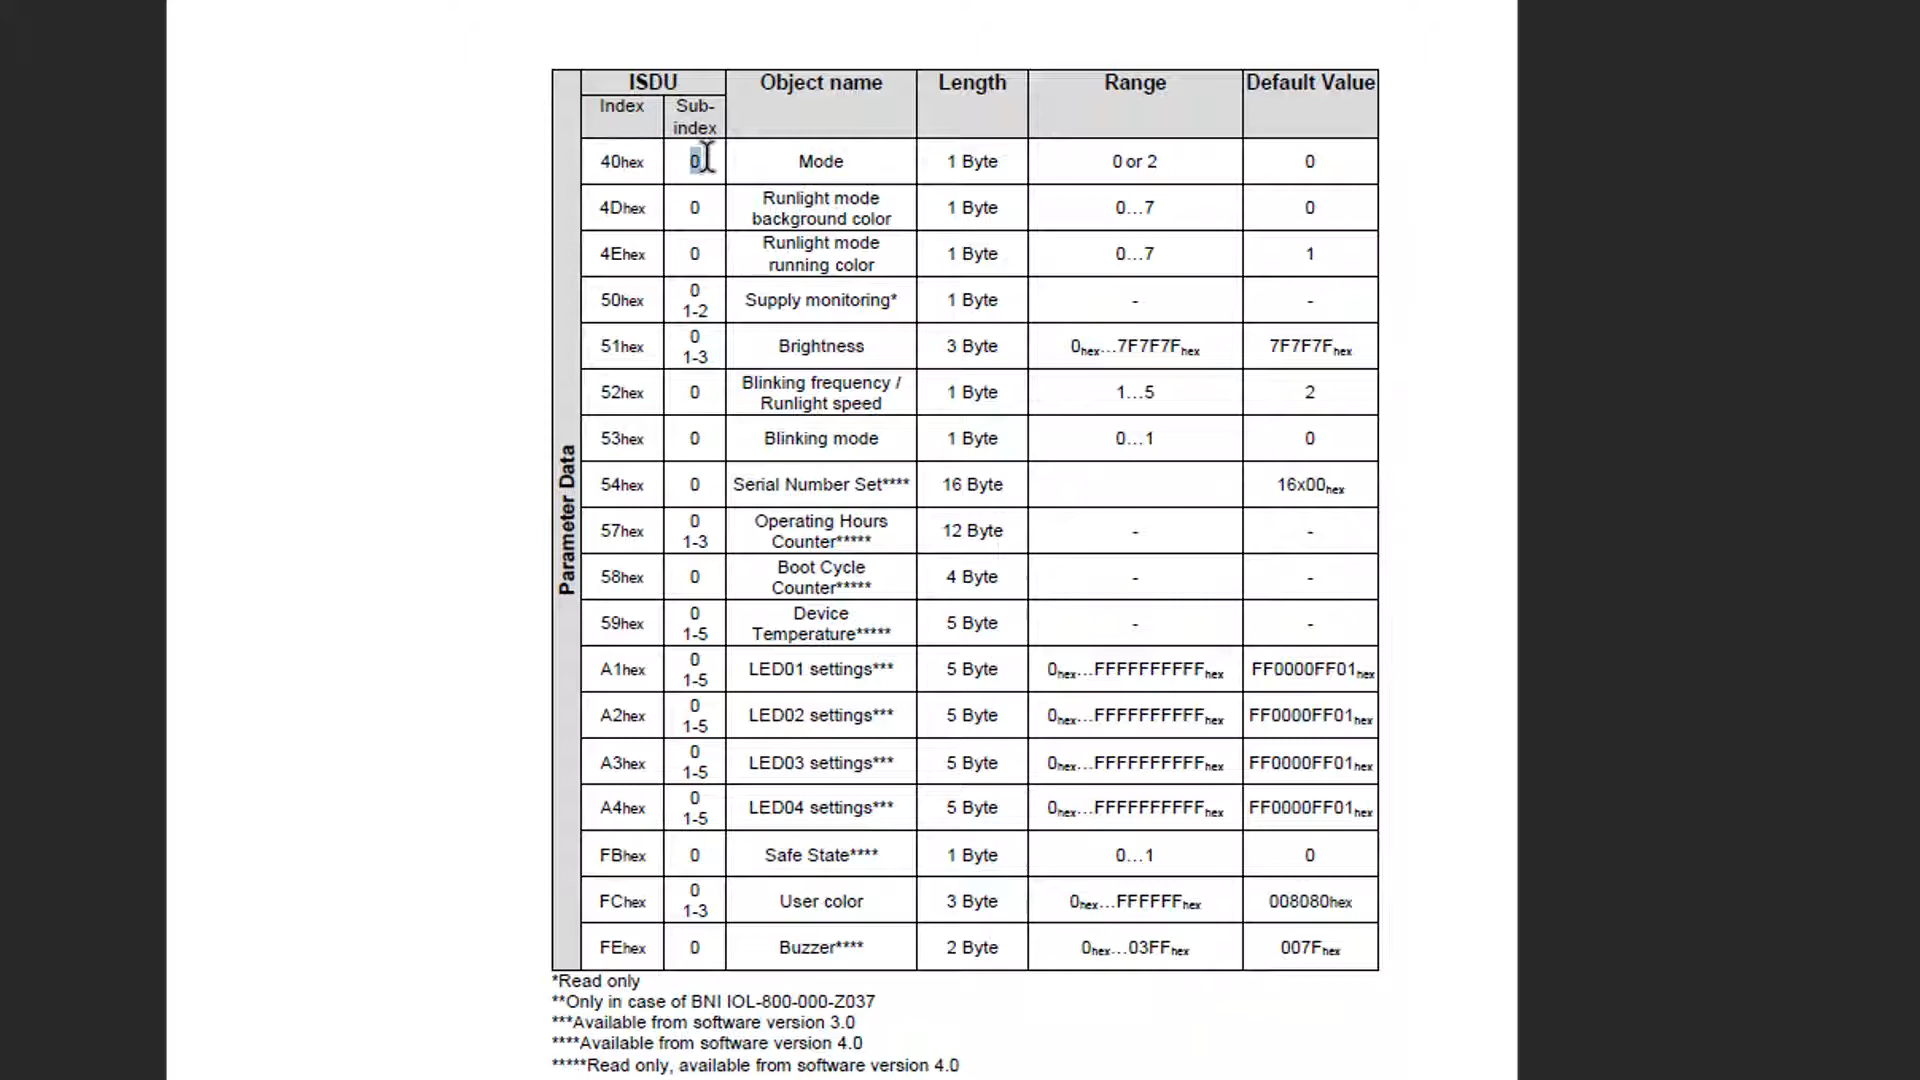 ISDU Object name Length Range Default Value
Index Sub-
index
40hex 0 Mode 1 Byte 0 or 2 0
4Dhex 0 Runlight mode
background color 1 Byte 0...7 0
4Ehex 0 Runlight mode
running color 1 Byte 0...7 1
50hex 0
1-2 Supply monitoring* 1 Byte - -
51hex 0
1-3 Brightness 3 Byte 0hex...7F7F7Fhex 7F7F7Fhex
52hex 0 Blinking frequency /
Runlight speed 1 Byte 1...5 2
53hex 0 Blinking mode 1 Byte 0...1 0
54hex 0 Serial Number Set**** 16 Byte 16x00hex
57hex 0
1-3 Operating Hours
Counter***** 12 Byte - -
58hex 0 Boot Cycle
Counter***** 4 Byte - -
59hex 0
1-5 Device
Temperature***** 5 Byte - -
A1hex 0
1-5 LED01 settings*** 5 Byte 0hex...FFFFFFFFFFhex FF0000FF01hex
A2hex 0
1-5 LED02 settings*** 5 Byte 0hex...FFFFFFFFFFhex FF0000FF01hex
A3hex 0
1-5 LED03 settings*** 5 Byte 0hex...FFFFFFFFFFhex FF0000FF01hex
A4hex 0
1-5 LED04 settings*** 5 Byte 0hex...FFFFFFFFFFhex FF0000FF01hex
FBhex 0 Safe State**** 1 Byte 0...1 0
FChex 0
1-3 User color 3 Byte 0hex...FFFFFFhex 008080hex
FEhex 0 Buzzer**** 2 Byte 0hex...03FFhex 007Fhex
Parameter Data
*Read only
**Only in case of BNI IOL-800-000-Z037
***Available from software version 3.0
****Available from software version 4.0
*****Read only, available from software version 4.0